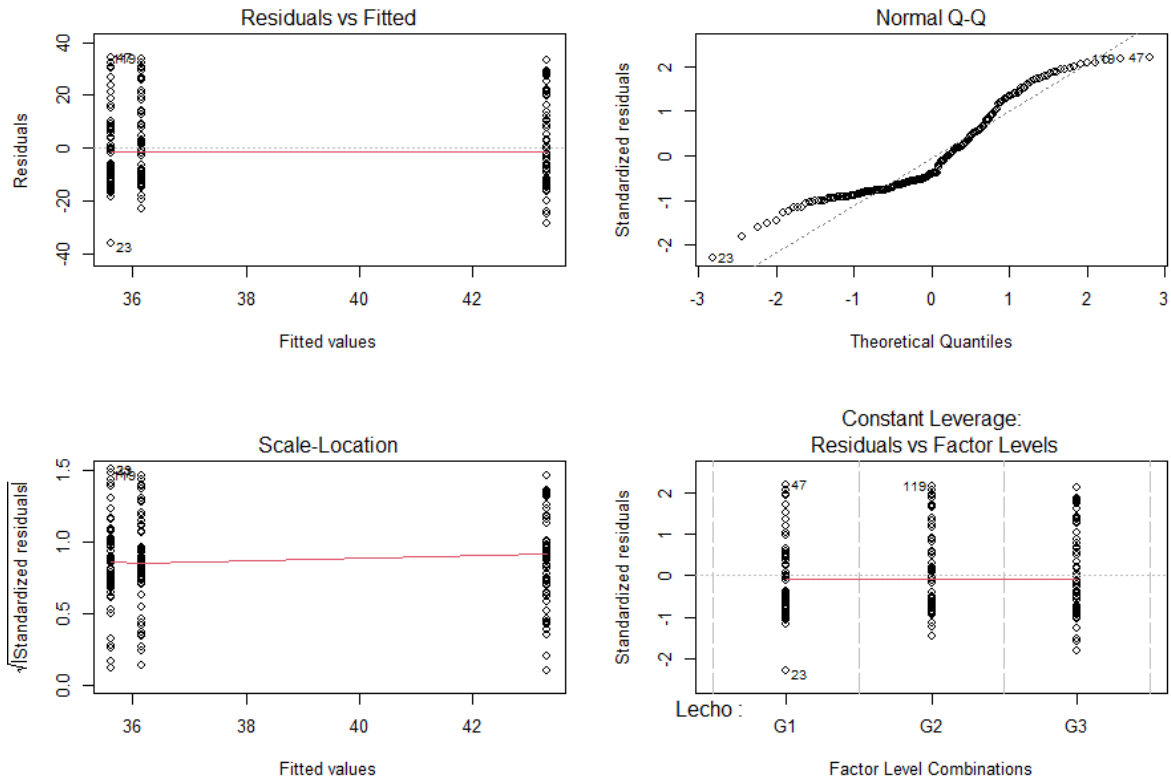 Residuals vs Fitted
Residuals
40
20
0
-20
-40
47
119
23
36
38
40
42
Fitted values
Normal Q-Q
Standardized residuals
2
1
0
-1
-2
119
47
23
-3
-2
-1
0
1
2
3
Theoretical Quantiles
Scale-Location
√|Standardized residuals|
1.5
1.0
0.5
0.0
23
119
36
38
40
42
Fitted values
Constant Leverage:
Residuals vs Factor Levels
Standardized residuals
2
1
0
-1
-2
47
119
23
Lecho :
G1
G2
G3
Factor Level Combinations